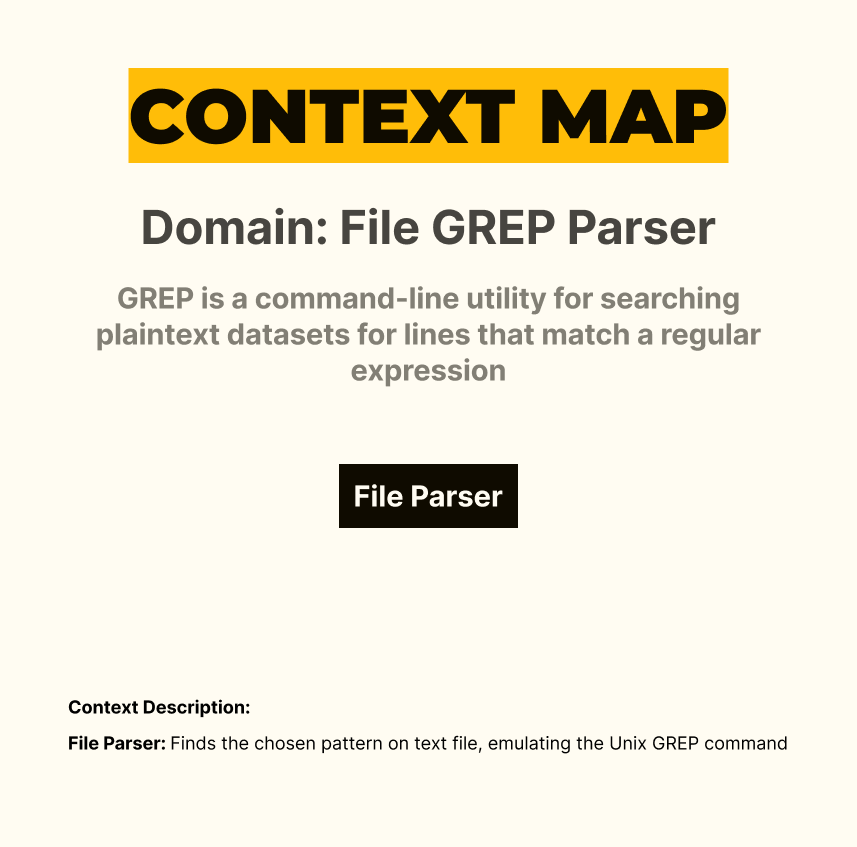 CONTEXT MAP
Domain: File GREP Parser
GREP is a command-line utility for searching
plaintext datasets for lines that match a regular
expression
File Parser
Context Description:
File Parser: Finds the chosen pattern on text file, emulating the Unix GREP command